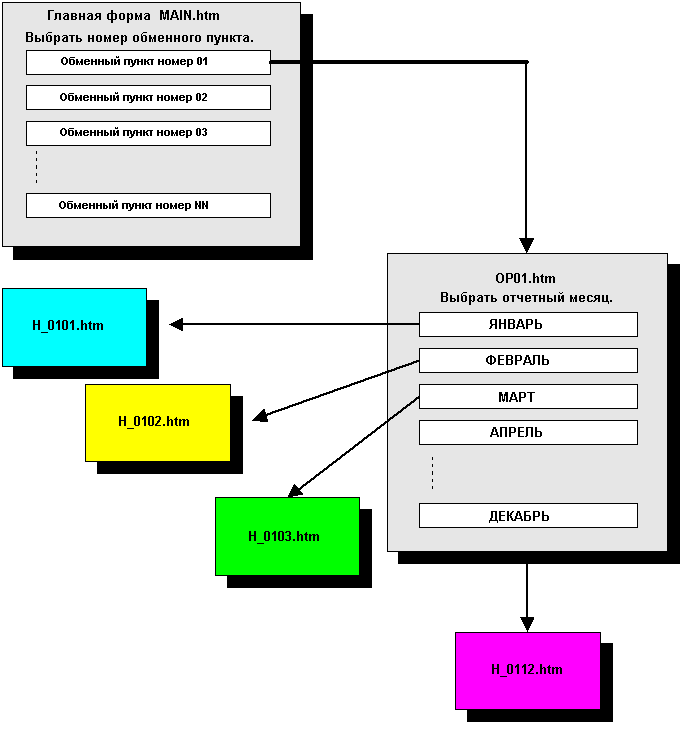 Главная форма MAIN.htm
Выбрать номер обменного пункта.
Обменный пункт номер 01
Обменный пункт номер 02
Обменный пункт номер 03
Обменный пункт номер NN
OP01.htm
Выбрать отчетный месяц.
ЯНВАРЬ
ФЕВРАЛЬ
МАРТ
АПРЕЛЬ
ДЕКАБРЬ
H_0101.htm
H_0102.htm
H_0103.htm
H_0112.htm